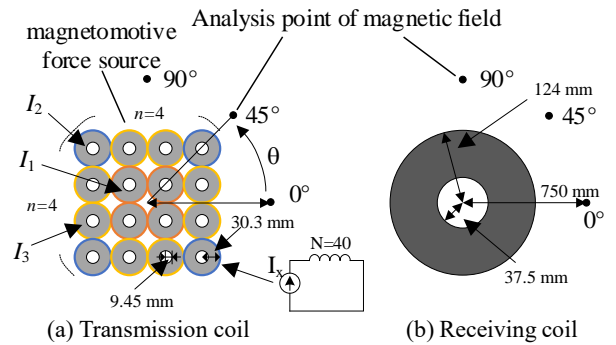 Analysis point of magnetic field
magnetomotive
force source
90°
90°
124 mm
I₂
n=4
45°
45°
I₁
θ
0°
750 mm
n=4
30.3 mm
0°
I₃
N=40
Iₓ
37.5 mm
9.45 mm
(a) Transmission coil
(b) Receiving coil